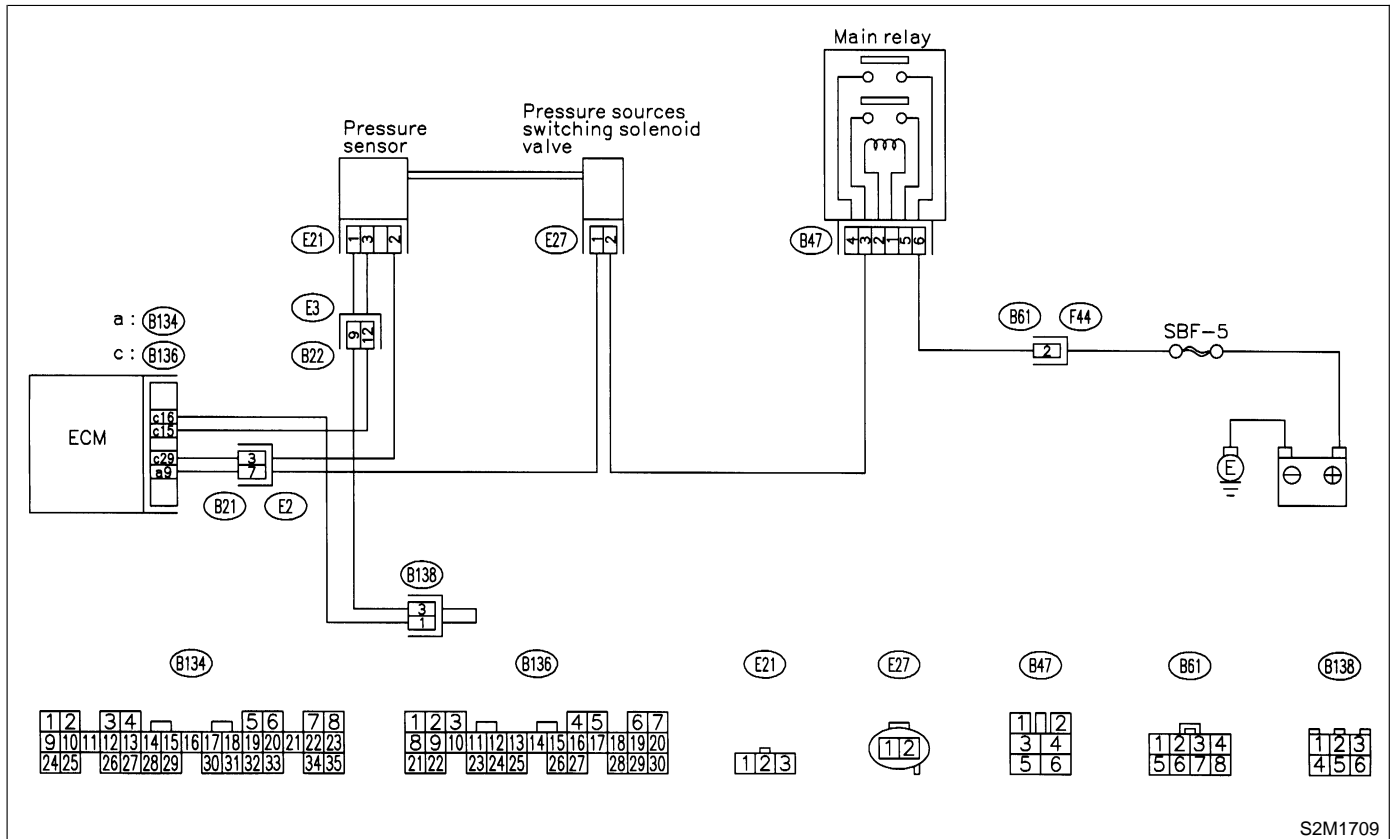 Main relay
Pressure sources
switching solenoid
valve
Pressure
sensor
E21
1 3 2
E27
1 2
B47
4 3 2 1 5 6
E3
9 12
B22
B61 F44
2
SBF-5
a : B134
c : B136
ECM
c16
c15
c29
a9
3
7
B21 E2
E
⊖ ⊕
B138
3
1
B134 B136 E21 E27 B47 B61 B138
1 2 3 4 5 6 7 8
9 10 11 12 13 14 15 16 17 18 19 20 21 22 23
24 25 26 27 28 29 30 31 32 33 34 35
1 2 3 4 5 6 7
8 9 10 11 12 13 14 15 16 17 18 19 20
21 22 23 24 25 26 27 28 29 30
1 2 3
1 2
1 2
3 4
5 6
1 2 3 4
5 6 7 8
1 2 3
4 5 6
S2M1709